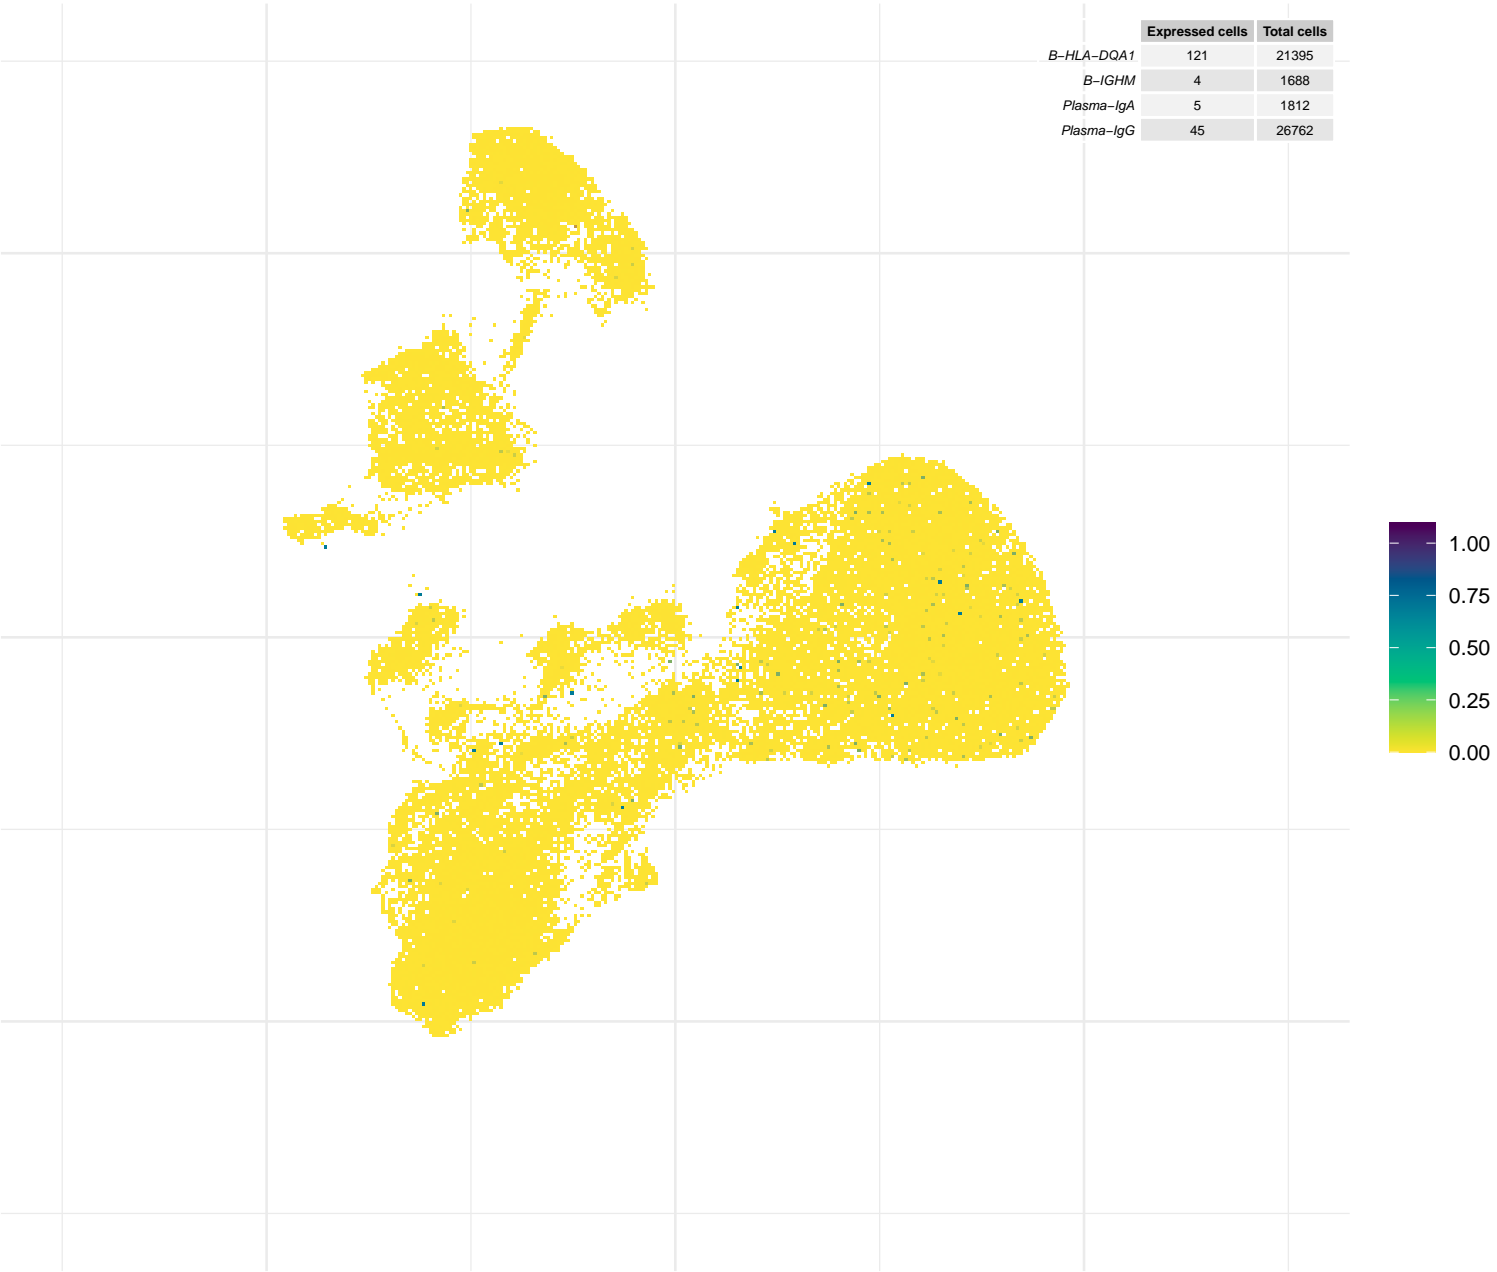 Expressed cells Total cells
B−HLA−DQA1 121 21395
B−IGHM 4 1688
Plasma−IgA 5 1812
Plasma−IgG 45 26762
1.00
0.75
0.50
0.25
0.00